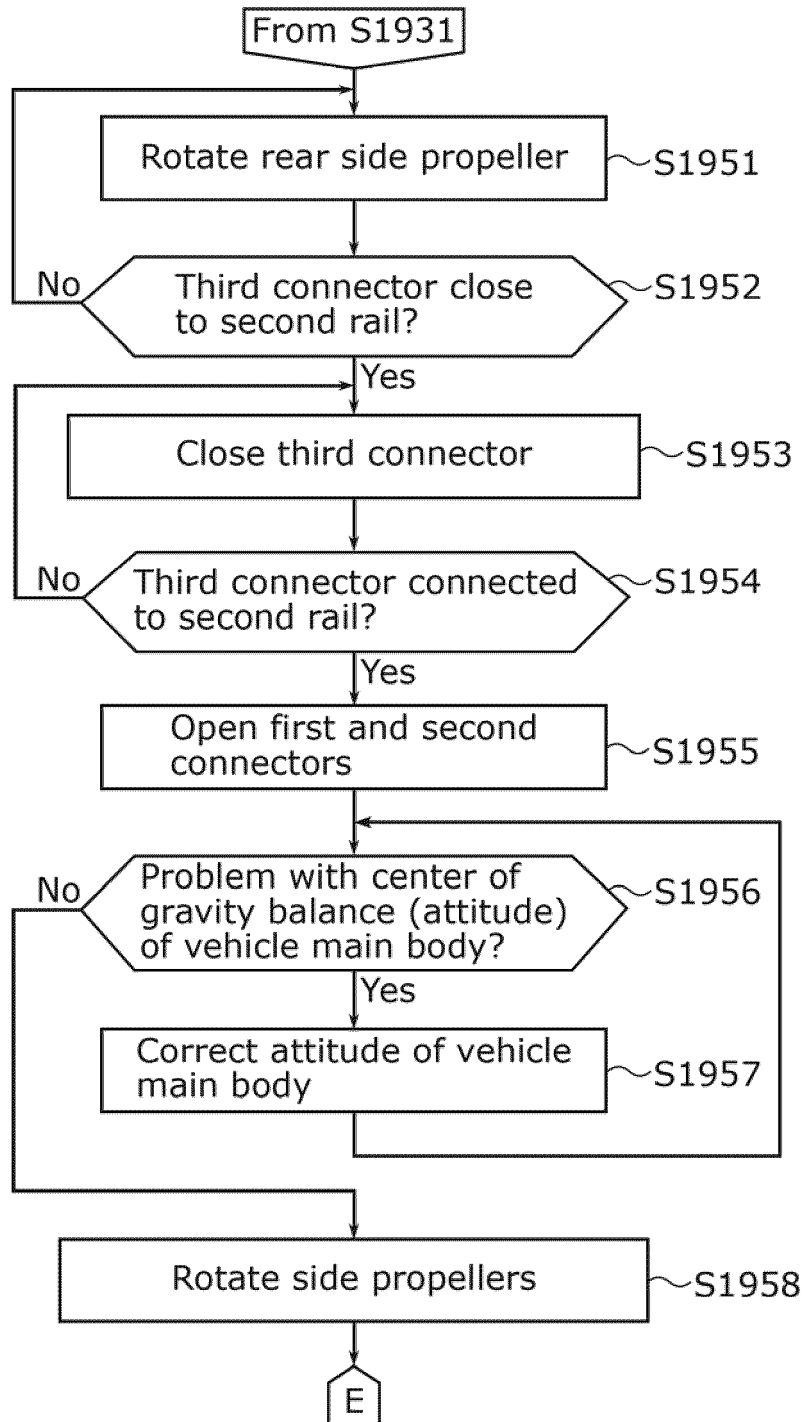 From S1931
Rotate rear side propeller
S1951
No
Third connector close
to second rail?
S1952
Yes
Close third connector
S1953
No
Third connector connected
to second rail?
S1954
Yes
Open first and second
connectors
S1955
No
Problem with center of
gravity balance (attitude)
of vehicle main body?
S1956
Yes
Correct attitude of vehicle
main body
S1957
Rotate side propellers
S1958
E